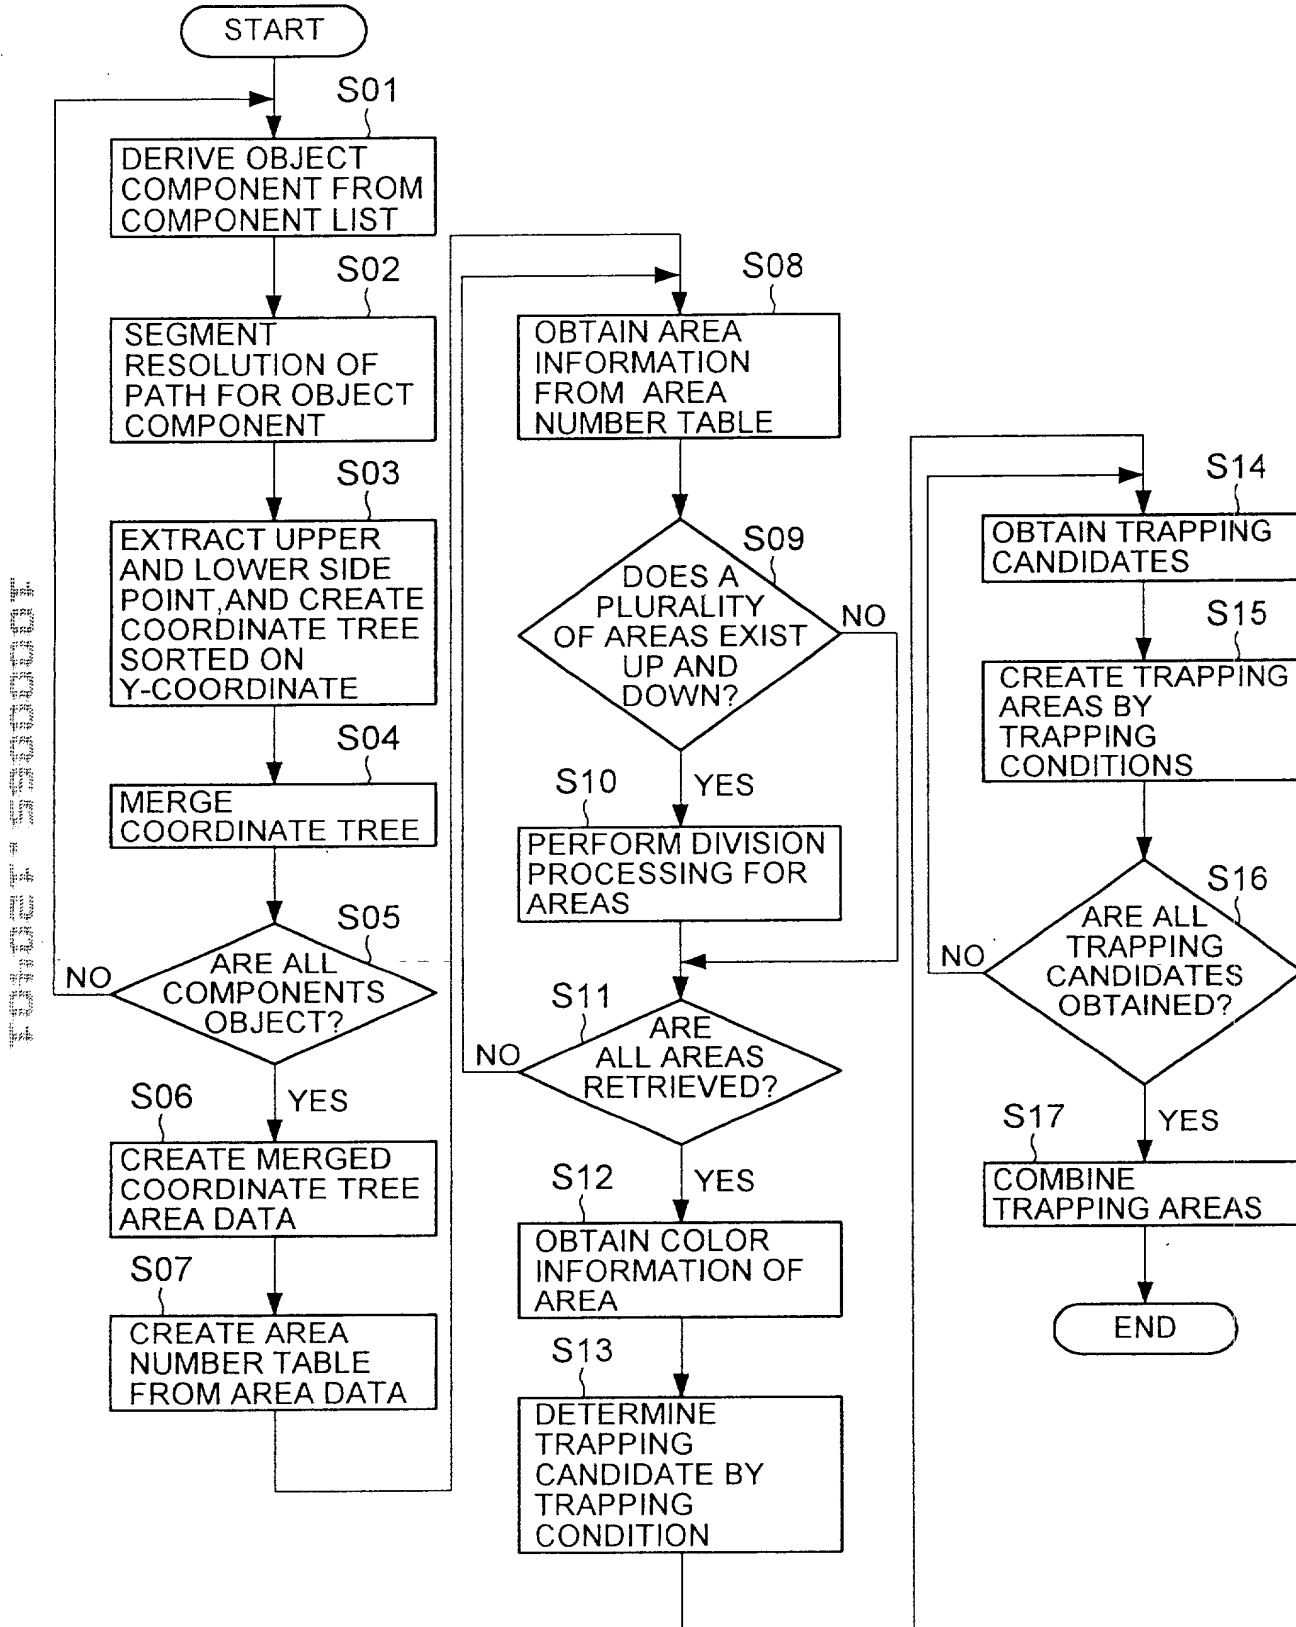 START
S01
DERIVE OBJECT
COMPONENT FROM
COMPONENT LIST
S02
SEGMENT
RESOLUTION OF
PATH FOR OBJECT
COMPONENT
S03
EXTRACT UPPER
AND LOWER SIDE
POINT,AND CREATE
COORDINATE TREE
SORTED ON
Y-COORDINATE
S04
MERGE
COORDINATE TREE
S05
ARE ALL
COMPONENTS
OBJECT?
NO
YES
S06
CREATE MERGED
COORDINATE TREE
AREA DATA
S07
CREATE AREA
NUMBER TABLE
FROM AREA DATA
S08
OBTAIN AREA
INFORMATION
FROM AREA
NUMBER TABLE
S09
DOES A
PLURALITY
OF AREAS EXIST
UP AND
DOWN?
NO
YES
S10
PERFORM DIVISION
PROCESSING FOR
AREAS
S11
ARE
ALL AREAS
RETRIEVED?
NO
YES
S12
OBTAIN COLOR
INFORMATION OF
AREA
S13
DETERMINE
TRAPPING
CANDIDATE BY
TRAPPING
CONDITION
S14
OBTAIN TRAPPING
CANDIDATES
S15
CREATE TRAPPING
AREAS BY
TRAPPING
CONDITIONS
S16
ARE ALL
TRAPPING
CANDIDATES
OBTAINED?
NO
YES
S17
COMBINE
TRAPPING AREAS
END